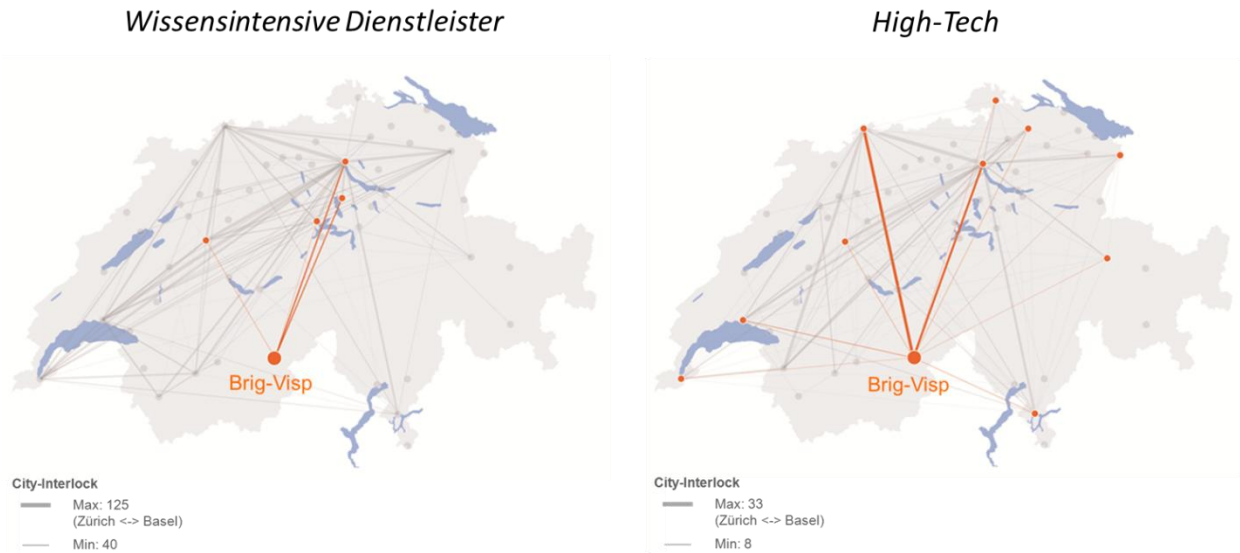 Wissensintensive Dienstleister
High-Tech
Brig-Visp
Brig-Visp
City-Interlock
Max: 125
(Zürich <-> Basel)
Min: 40
City-Interlock
Max: 33
(Zürich <-> Basel)
Min: 8